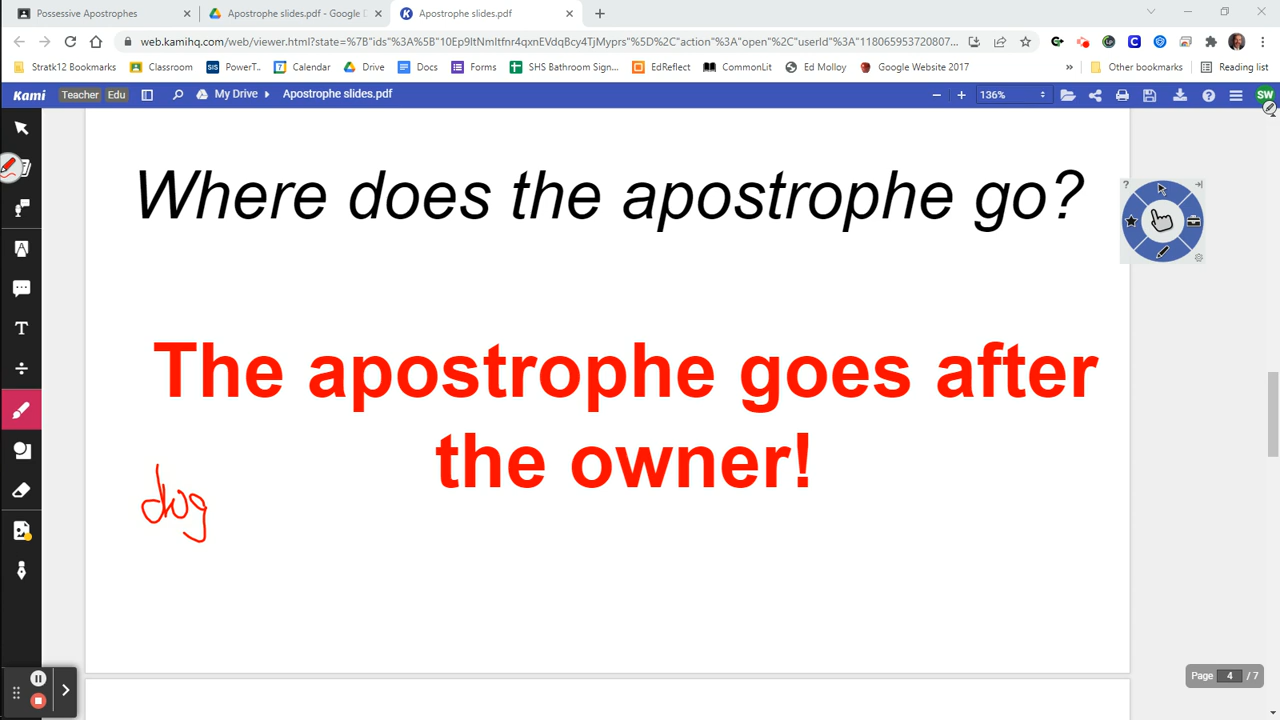 Possessive Apostrophes
Apostrophe slides.pdf - Google D
Apostrophe slides.pdf
web.kamihq.com/web/viewer.html?state=%7B"ids"%3A%5B"10Ep9ItMmItfnr4qxnEVdqBcy4TjMyprs"%5D%2C"action"%3A"open"%2C"userId"%3A"118065953720807...
Stratk12 Bookmarks
Classroom
SIS
PowerT..
7
Calendar
Drive
Docs
Forms
SHS Bathroom Sign...
EdReflect
CommonLit
Ed Molloy
Google Website 2017
»
Other bookmarks
Reading list
Kami
Teacher
Edu
My Drive
Apostrophe slides.pdf
136%
SW
Where does the apostrophe go?
The apostrophe goes after
the owner!
dog
Page 4 / 7